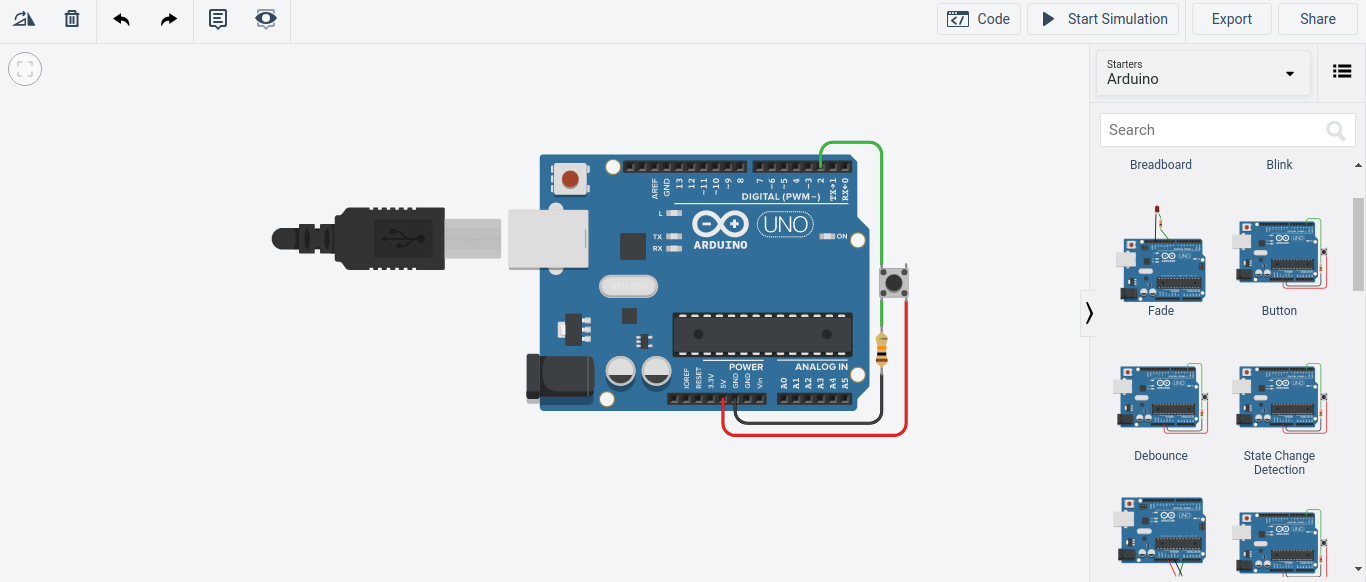 Code
Start Simulation
Export
Share
Starters
Arduino
Search
Breadboard
Blink
Fade
Button
Debounce
State Change
Detection
AREF
GND
13
12
~11
~10
~9
8
7
~6
~5
4
~3
2
TX→1
RX←0
DIGITAL (PWM~)
L
TX
RX
ARDUINO
UNO
ON
POWER
ANALOG IN
IOREF
RESET
3.3V
5V
GND
GND
Vin
A0
A1
A2
A3
A4
A5